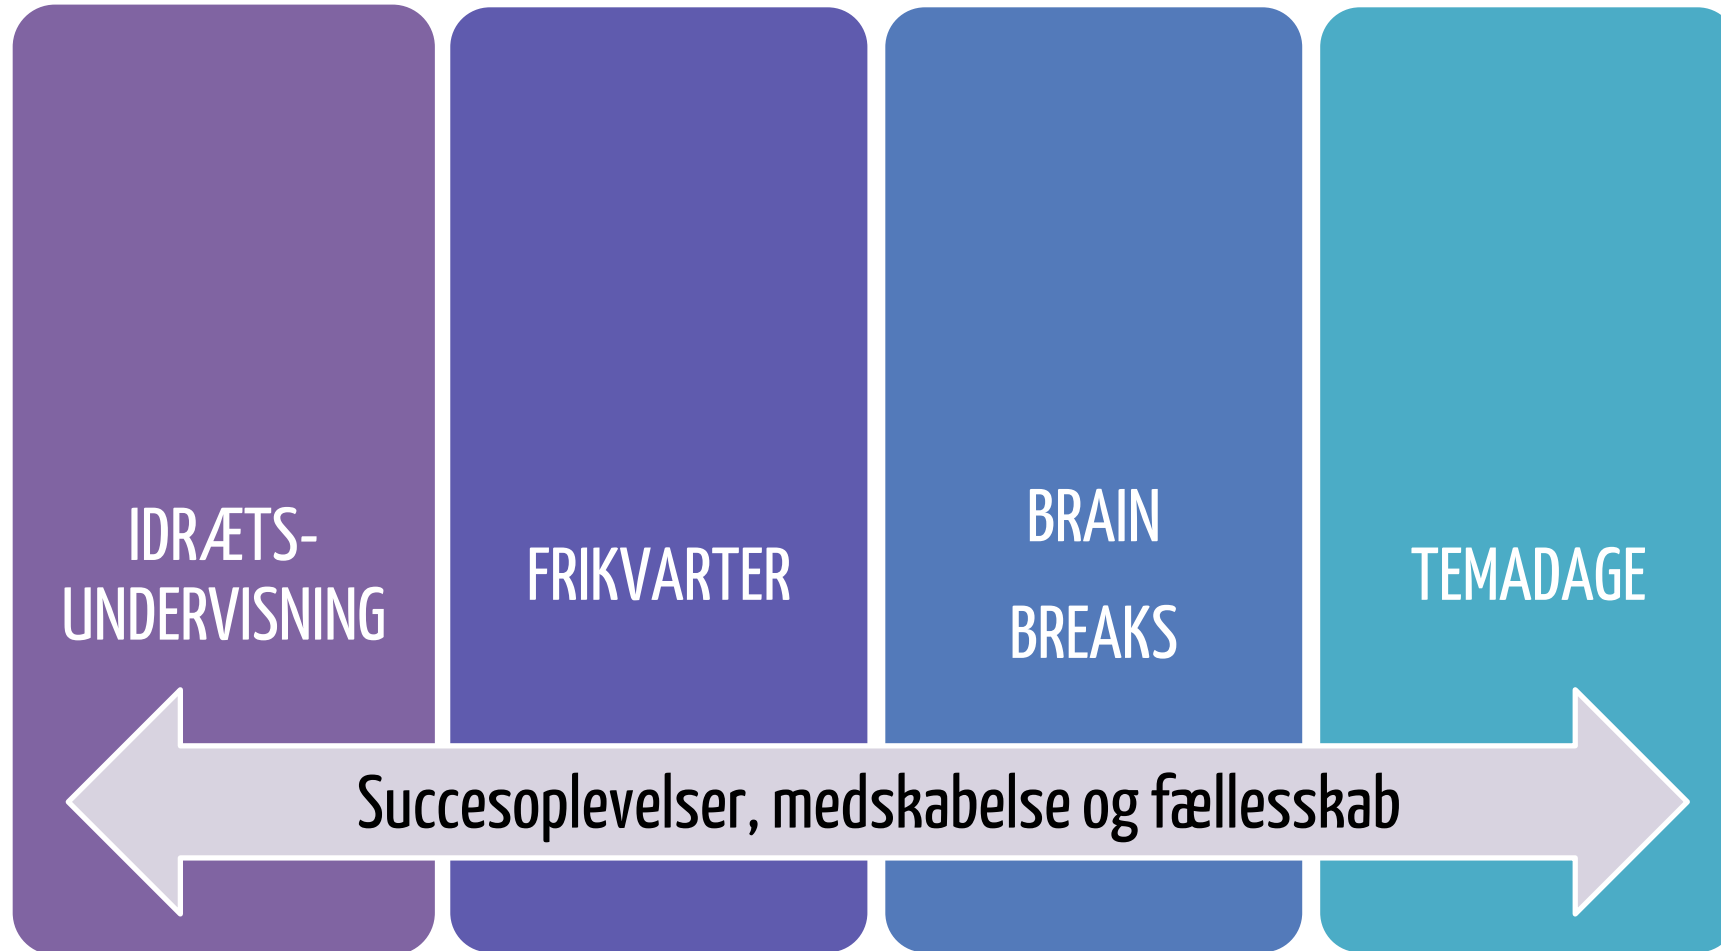 IDRÆTS-
UNDERVISNING
FRIKVARTER
BRAIN
BREAKS
TEMADAGE
Succesoplevelser, medskabelse og fællesskab